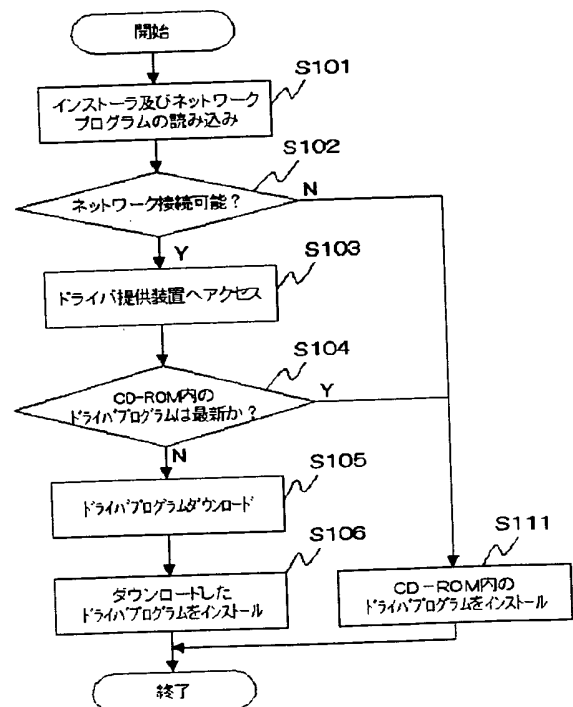 開始
S101
インストーラ及びネットワーク
プログラムの読み込み
S102
ネットワーク接続可能?
N
Y
S103
ドライバ提供装置へアクセス
S104
CD-ROM内の
ドライバプログラムは最新か?
Y
N
S105
ドライバプログラムダウンロード
S106
ダウンロードした
ドライバプログラムをインストール
S111
CD-ROM内の
ドライバプログラムをインストール
終了